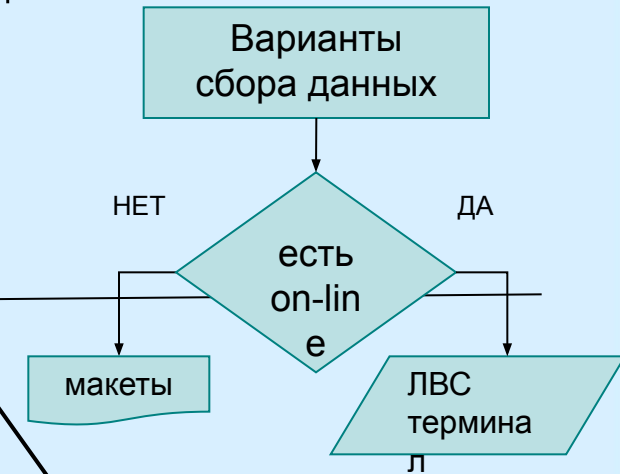 Варианты
сбора данных
НЕТ
ДА
есть
on-lin
e
макеты
ЛВС
термина
л